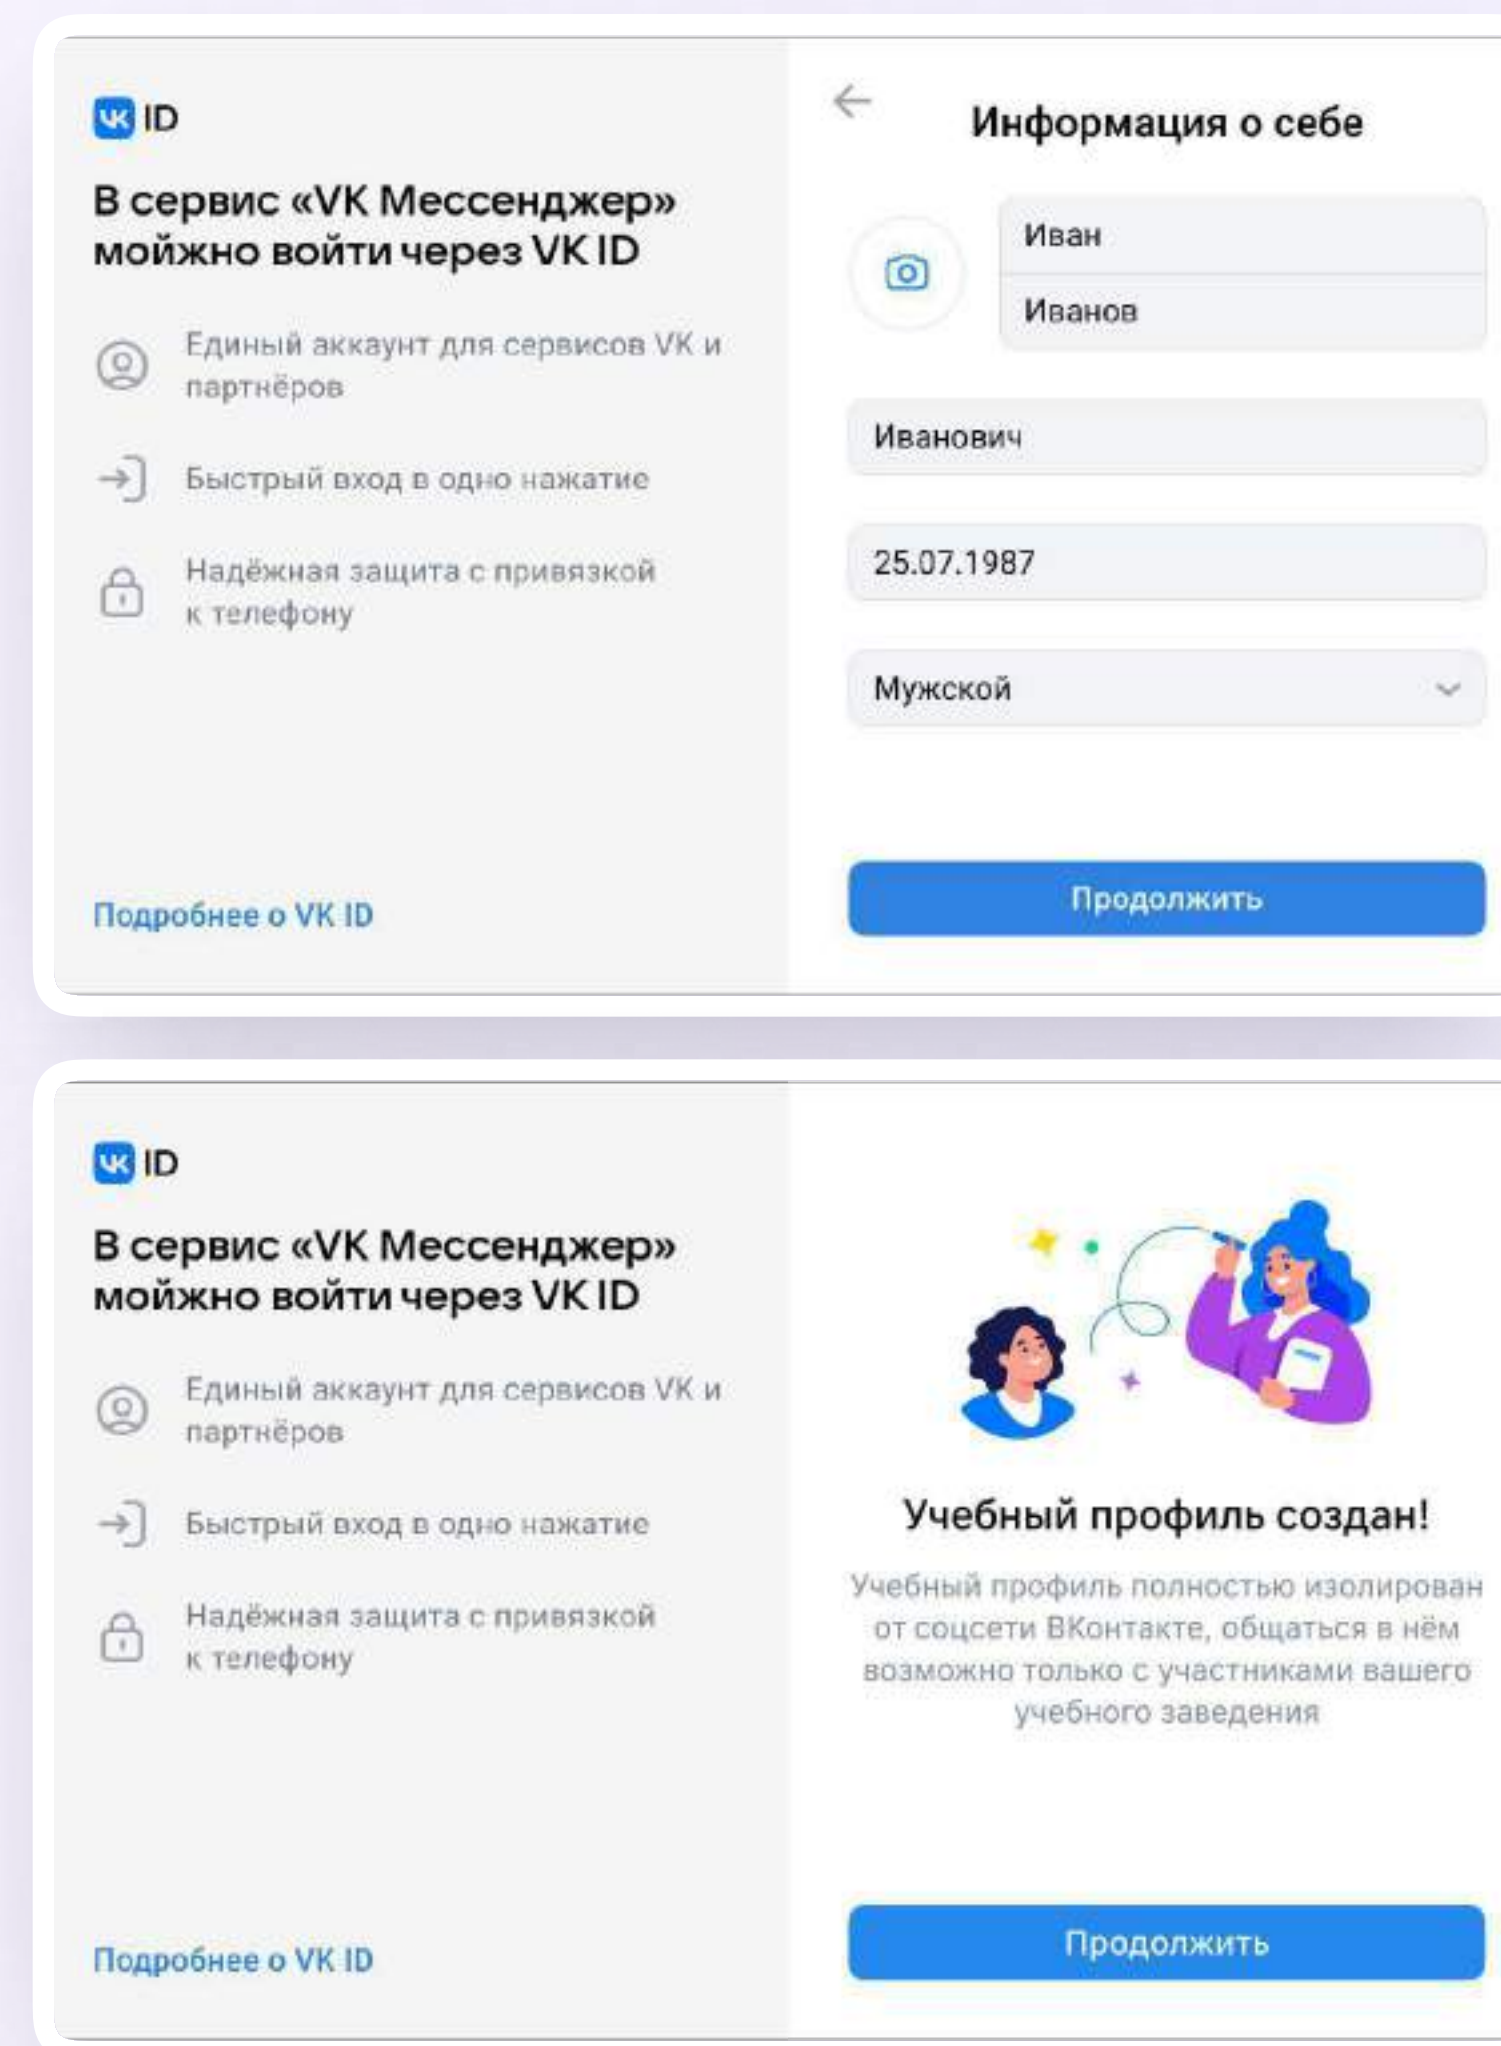 VK ID
В сервис «VK Мессенджер»
мойжно войти через VK ID
Единый аккаунт для сервисов VK и
партнёров
Быстрый вход в одно нажатие
Надёжная защита с привязкой
к телефону
Подробнее о VK ID
Информация о себе
Иван
Иванов
Иванович
25.07.1987
Мужской
Продолжить
VK ID
В сервис «VK Мессенджер»
мойжно войти через VK ID
Единый аккаунт для сервисов VK и
партнёров
Быстрый вход в одно нажатие
Надёжная защита с привязкой
к телефону
Подробнее о VK ID
Учебный профиль создан!
Учебный профиль полностью изолирован
от соцсети ВКонтакте, общаться в нём
возможно только с участниками вашего
учебного заведения
Продолжить